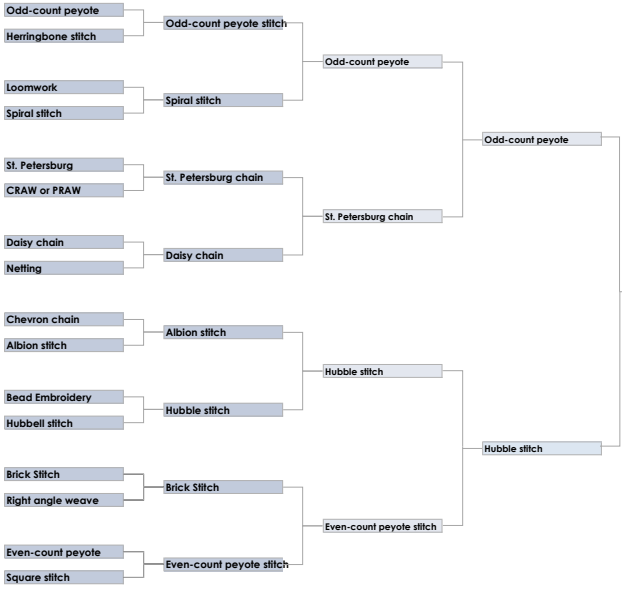 Odd-count peyote
Herringbone stitch
Loomwork
Spiral stitch
St. Petersburg
CRAW or PRAW
Daisy chain
Netting
Chevron chain
Albion stitch
Bead Embroidery
Hubbell stitch
Brick Stitch
Right angle weave
Even-count peyote
Square stitch
Odd-count peyote stitch
Spiral stitch
St. Petersburg chain
Daisy chain
Albion stitch
Hubble stitch
Brick Stitch
Even-count peyote stitch
Odd-count peyote
St. Petersburg chain
Hubble stitch
Even-count peyote stitch
Odd-count peyote
Hubble stitch